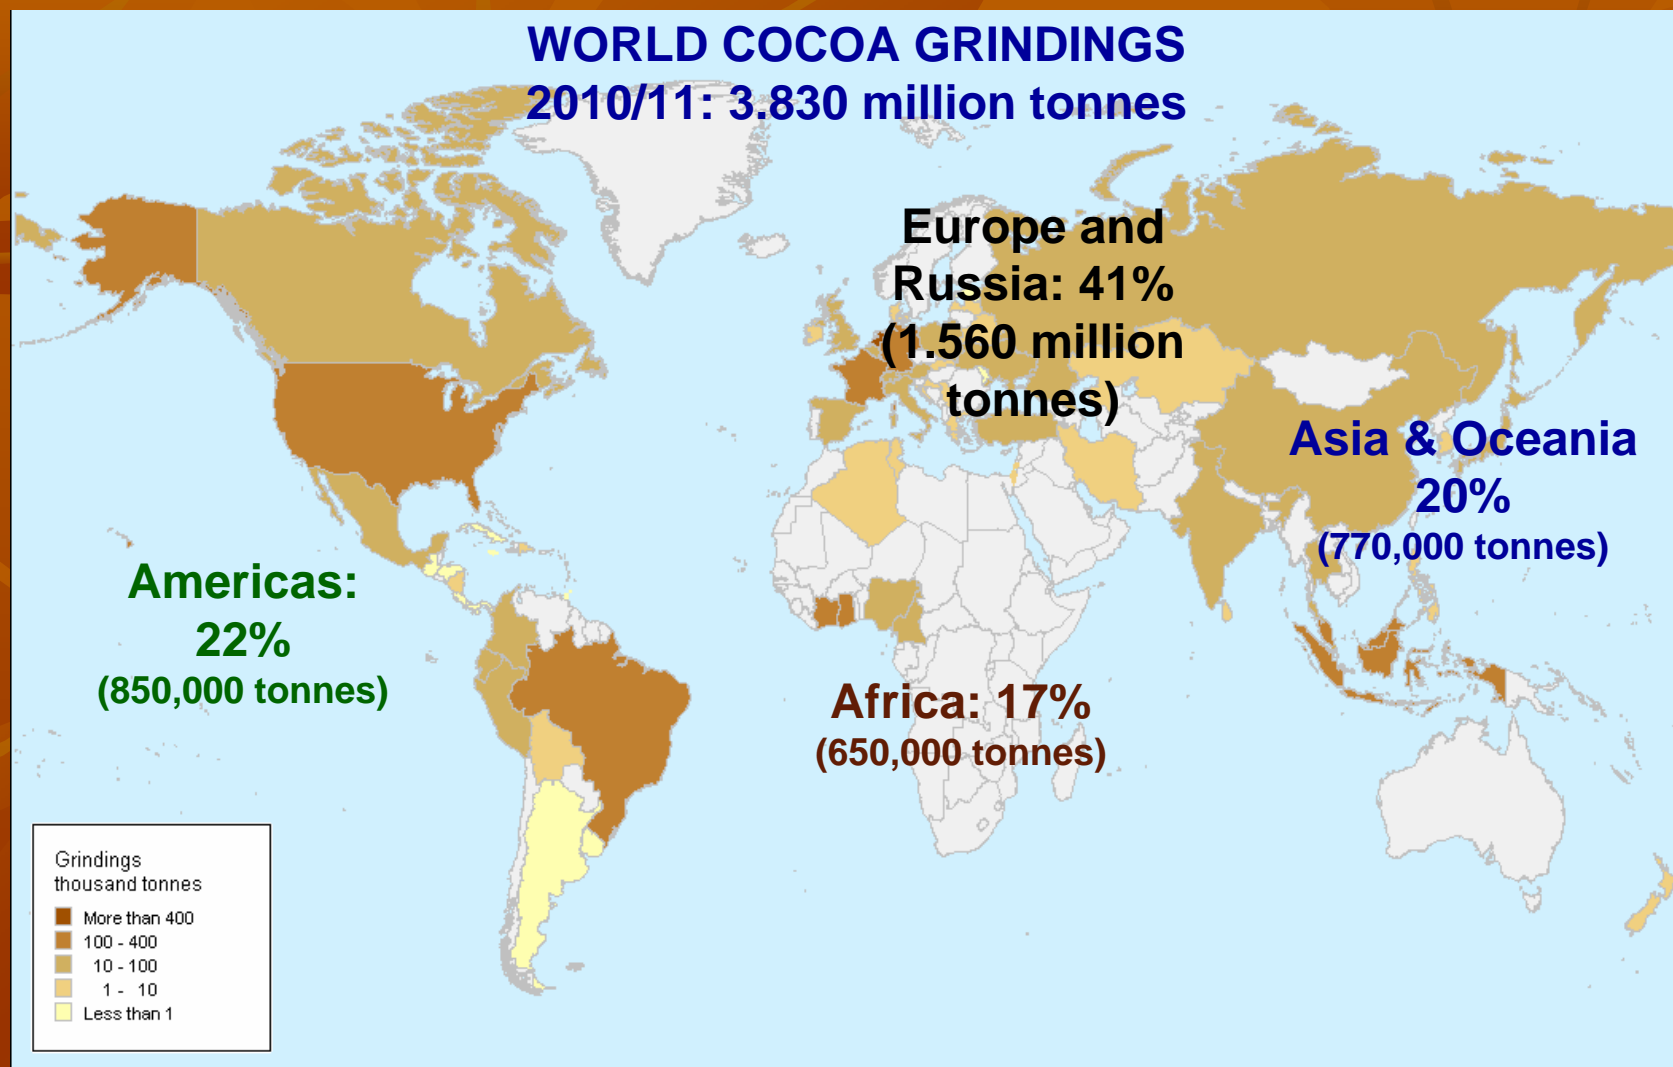 WORLD COCOA GRINDINGS
2010/11: 3.830 million tonnes
Europe and
Russia: 41%
(1.560 million
tonnes)
Asia & Oceania
20%
(770,000 tonnes)
Americas:
22%
(850,000 tonnes)
Africa: 17%
(650,000 tonnes)
Grindings
thousand tonnes
More than 400
100 - 400
10 - 100
1 - 10
Less than 1